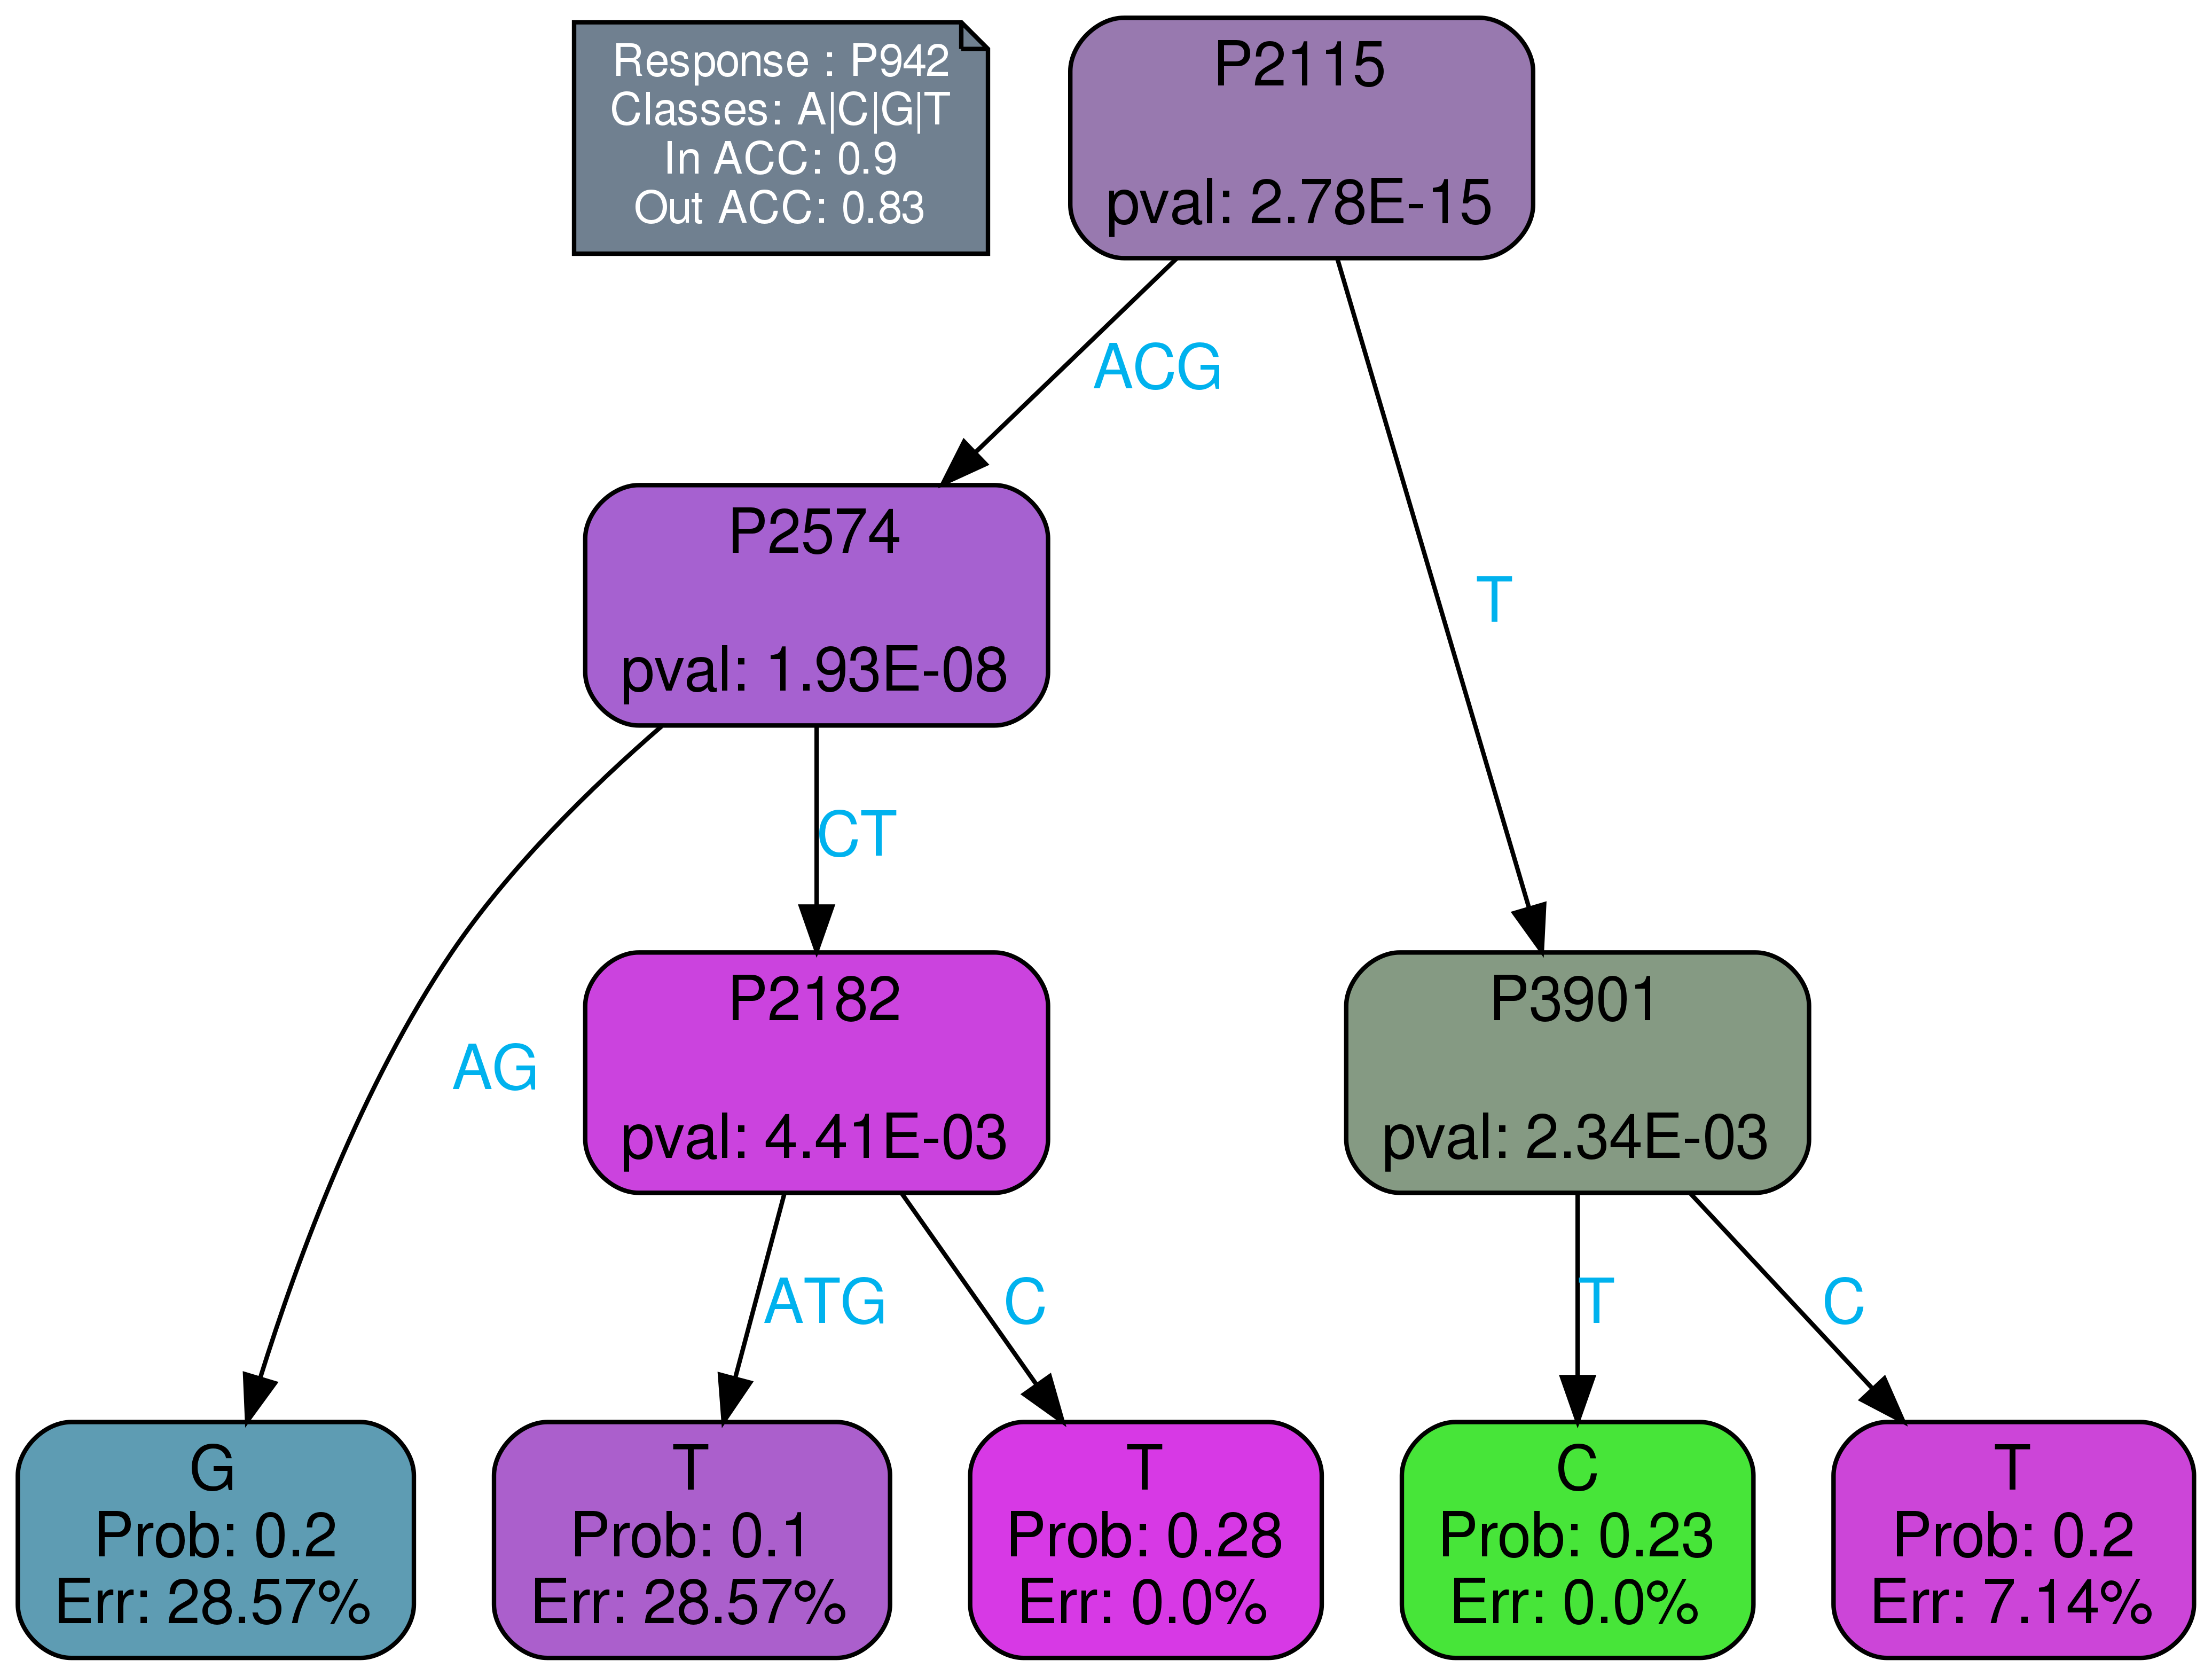 Response : P942
Classes: A|C|G|T
In ACC: 0.9
Out ACC: 0.83
P2115
pval: 2.78E-15
ACG
T
P2574
pval: 1.93E-08
AG
CT
P2182
pval: 4.41E-03
P3901
pval: 2.34E-03
ATG
C
T
C
G
Prob: 0.2
Err: 28.57%
T
Prob: 0.1
Err: 28.57%
T
Prob: 0.28
Err: 0.0%
C
Prob: 0.23
Err: 0.0%
T
Prob: 0.2
Err: 7.14%